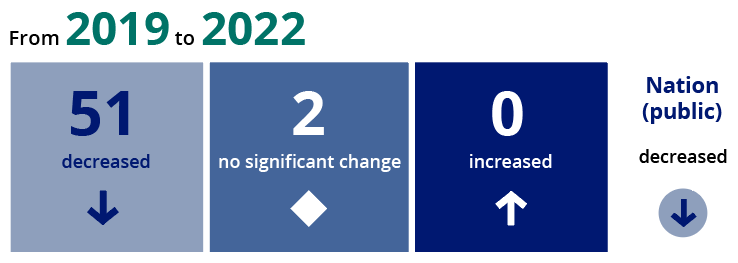 From 2019 to 2022
51
decreased
2
no significant change
0
increased
Nation
(public)
decreased